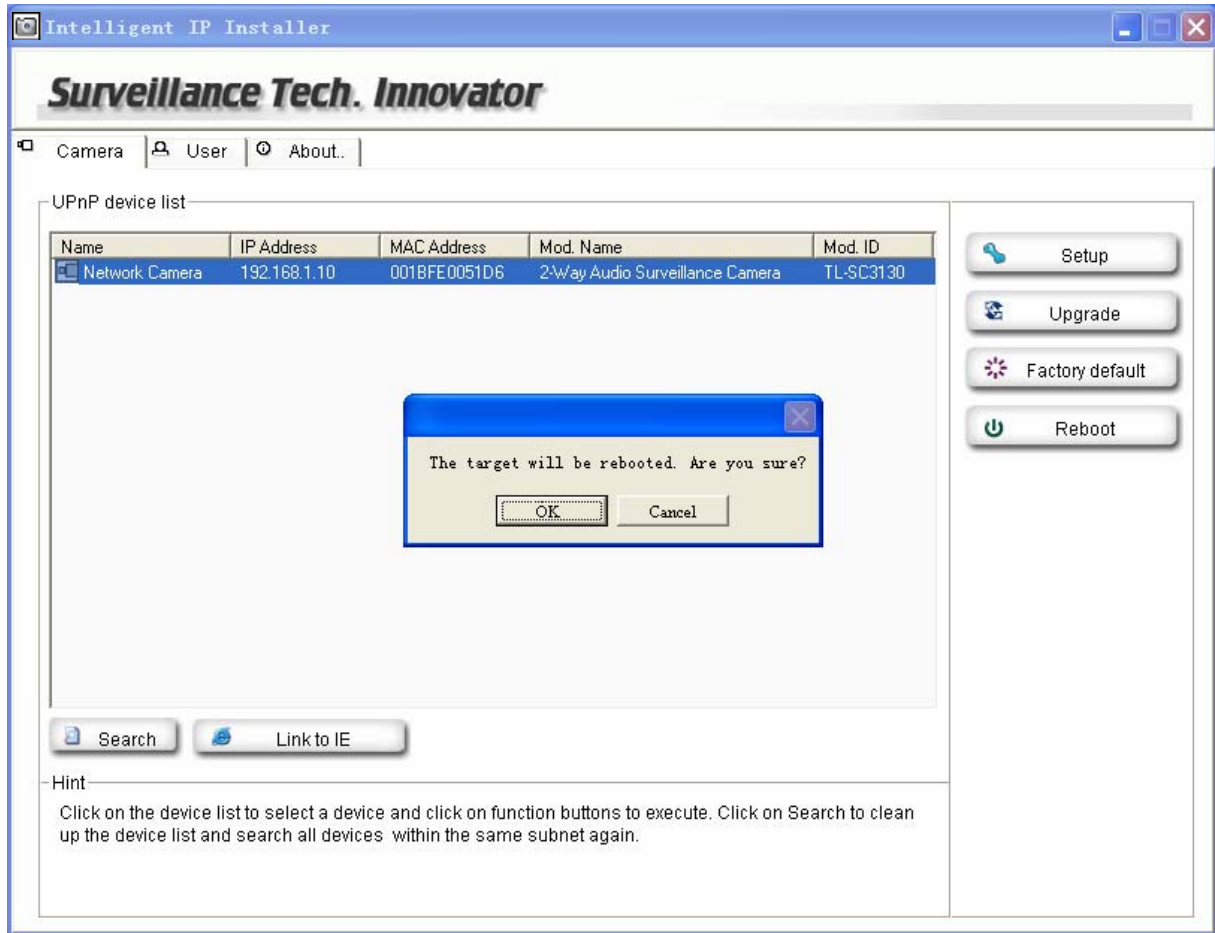 Intelligent IP Installer
Surveillance Tech. Innovator
Camera User About..
UPnP device list
Name IP Address MAC Address Mod. Name Mod. ID
Network Camera 192.168.1.10 001BFE0051D6 2-Way Audio Surveillance Camera TL-SC3130
Setup
Upgrade
Factory default
Reboot
The target will be rebooted. Are you sure?
OK Cancel
Search Link to IE
Hint
Click on the device list to select a device and click on function buttons to execute. Click on Search to clean
up the device list and search all devices within the same subnet again.